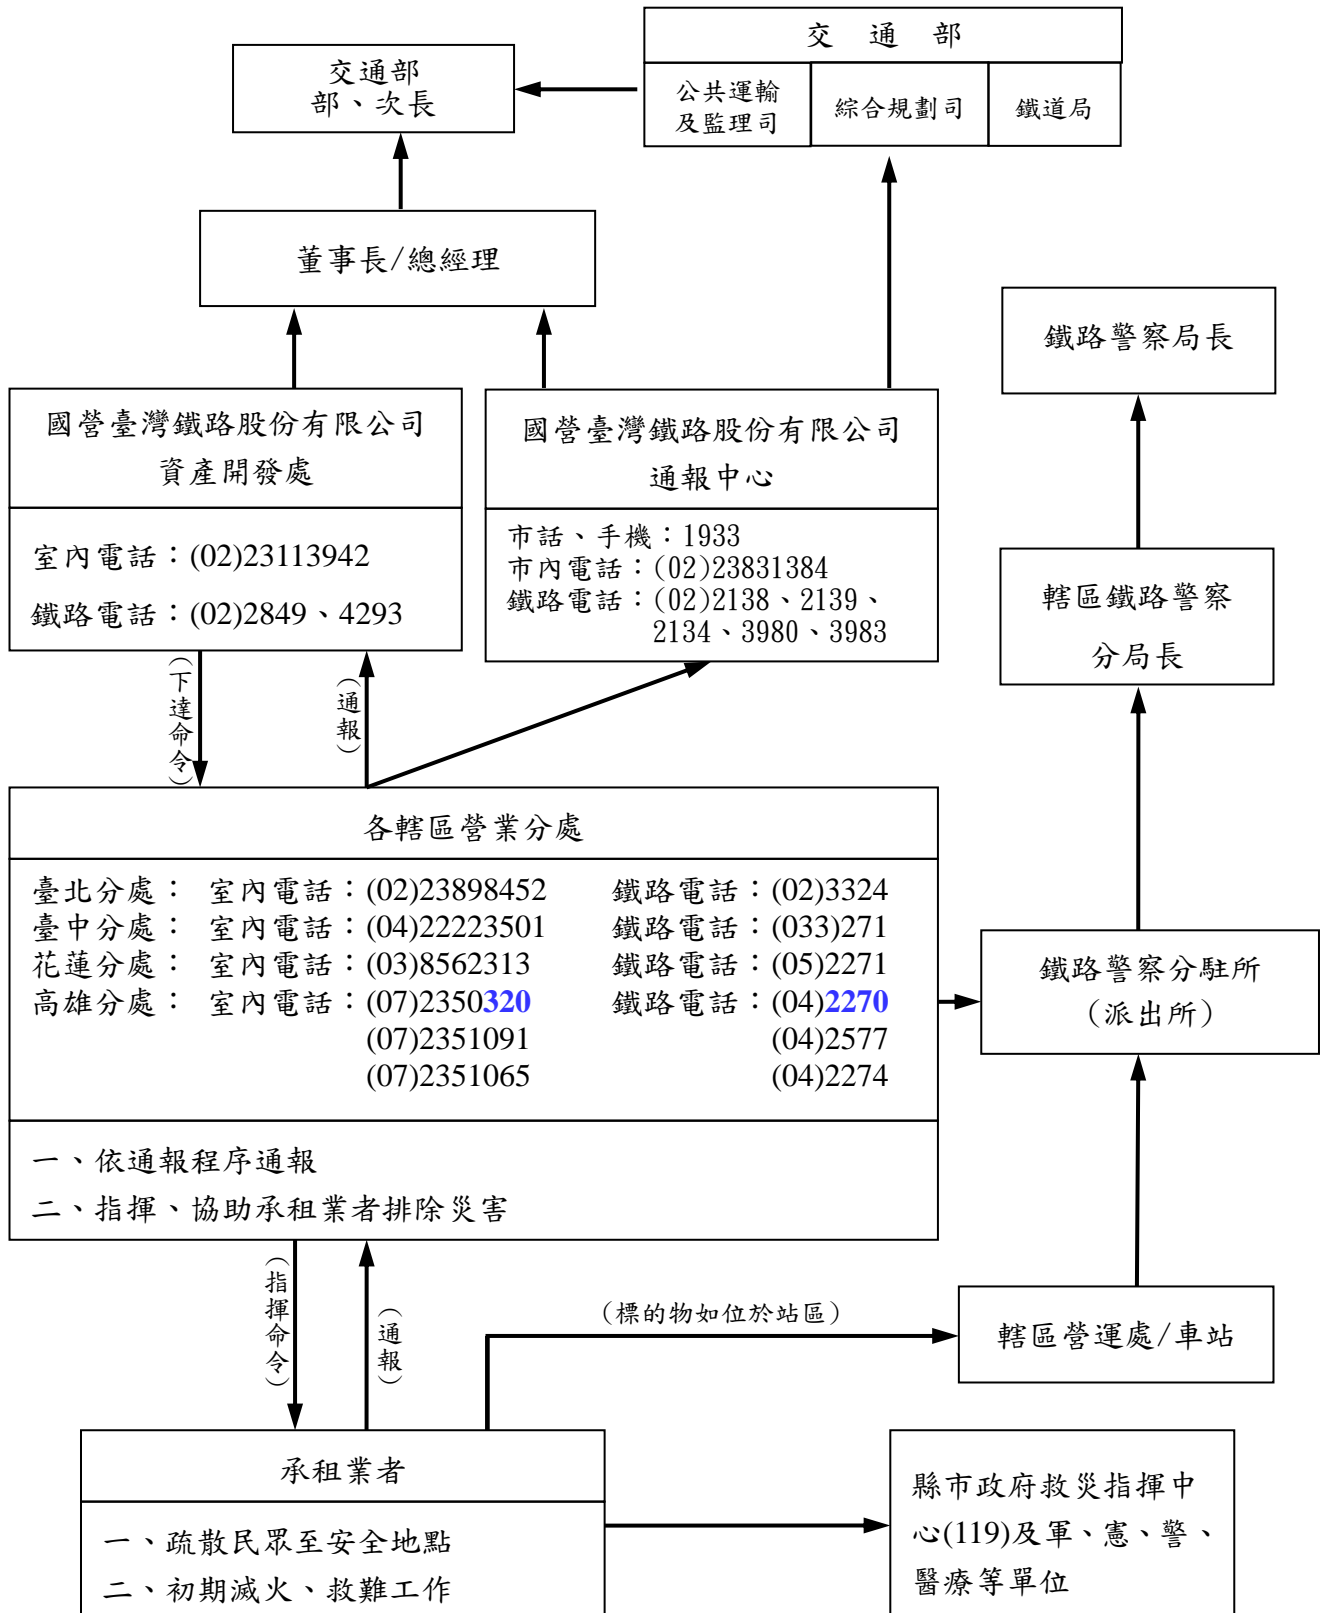 交 通 部
公共運輸
及監理司
綜合規劃司
鐵道局
交通部
部、次長
董事長/總經理
鐵路警察局長
國營臺灣鐵路股份有限公司
資產開發處
室內電話：(02)23113942
鐵路電話：(02)2849、4293
國營臺灣鐵路股份有限公司
通報中心
市話、手機：1933
市內電話：(02)23831384
鐵路電話：(02)2138、2139、
2134、3980、3983
轄區鐵路警察
分局長
（下達命令）
（通報）
各轄區營業分處
臺北分處： 室內電話：(02)23898452 鐵路電話：(02)3324
臺中分處： 室內電話：(04)22223501 鐵路電話：(033)271
花蓮分處： 室內電話：(03)8562313 鐵路電話：(05)2271
高雄分處： 室內電話：(07)2350320 鐵路電話：(04)2270
(07)2351091 (04)2577
(07)2351065 (04)2274
一、依通報程序通報
二、指揮、協助承租業者排除災害
鐵路警察分駐所
（派出所）
（指揮命令）
（通報）
（標的物如位於站區）
轄區營運處/車站
承租業者
一、疏散民眾至安全地點
二、初期滅火、救難工作
縣市政府救災指揮中
心(119)及軍、憲、警、
醫療等單位